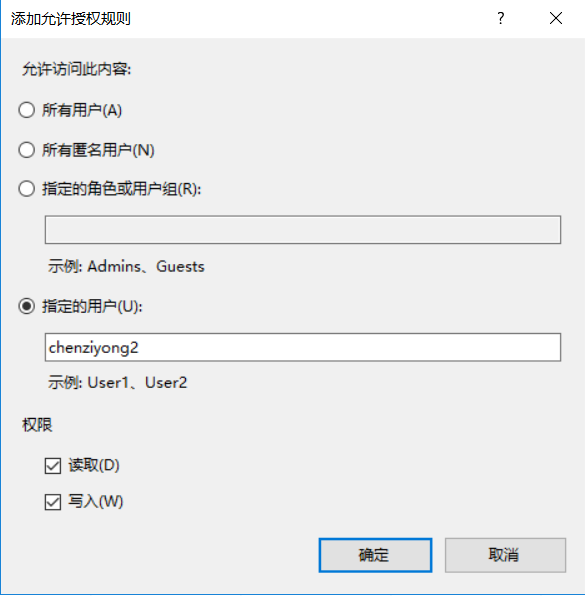 添加允许授权规则
允许访问此内容:
所有用户(A)
所有匿名用户(N)
指定的角色或用户组(R):
示例: Admins、Guests
指定的用户(U):
chenziyong2
示例: User1、User2
权限
读取(D)
写入(W)
确定 取消